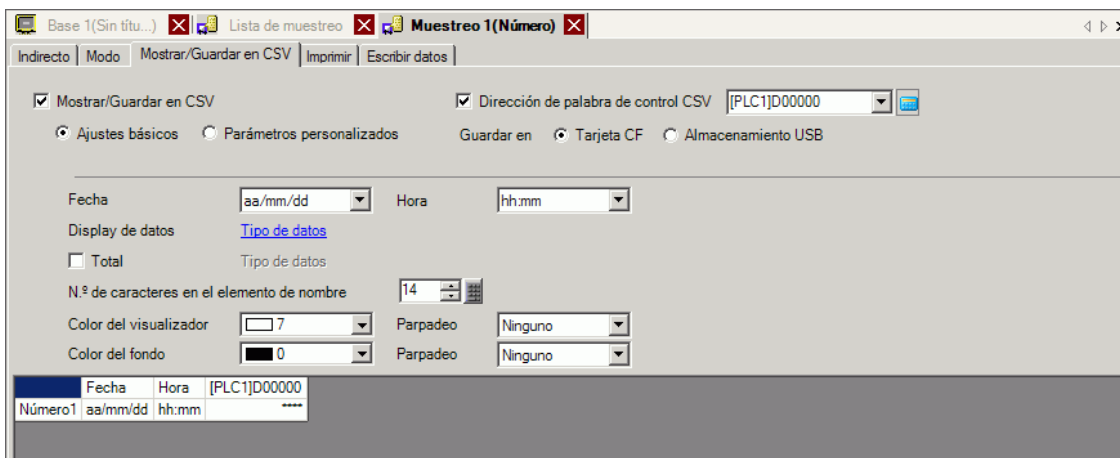 Base 1(Sin títu...) Lista de muestreo Muestreo 1(Número)
Indirecto Modo Mostrar/Guardar en CSV Imprimir Escribir datos
Mostrar/Guardar en CSV Dirección de palabra de control CSV [PLC1]D00000
Ajustes básicos Parámetros personalizados Guardar en Tarjeta CF Almacenamiento USB
Fecha aa/mm/dd Hora hh:mm
Display de datos Tipo de datos
Total Tipo de datos
N.º de caracteres en el elemento de nombre 14
Color del visualizador 7 Parpadeo Ninguno
Color del fondo 0 Parpadeo Ninguno
Fecha Hora [PLC1]D00000
Número1 aa/mm/dd hh:mm ****